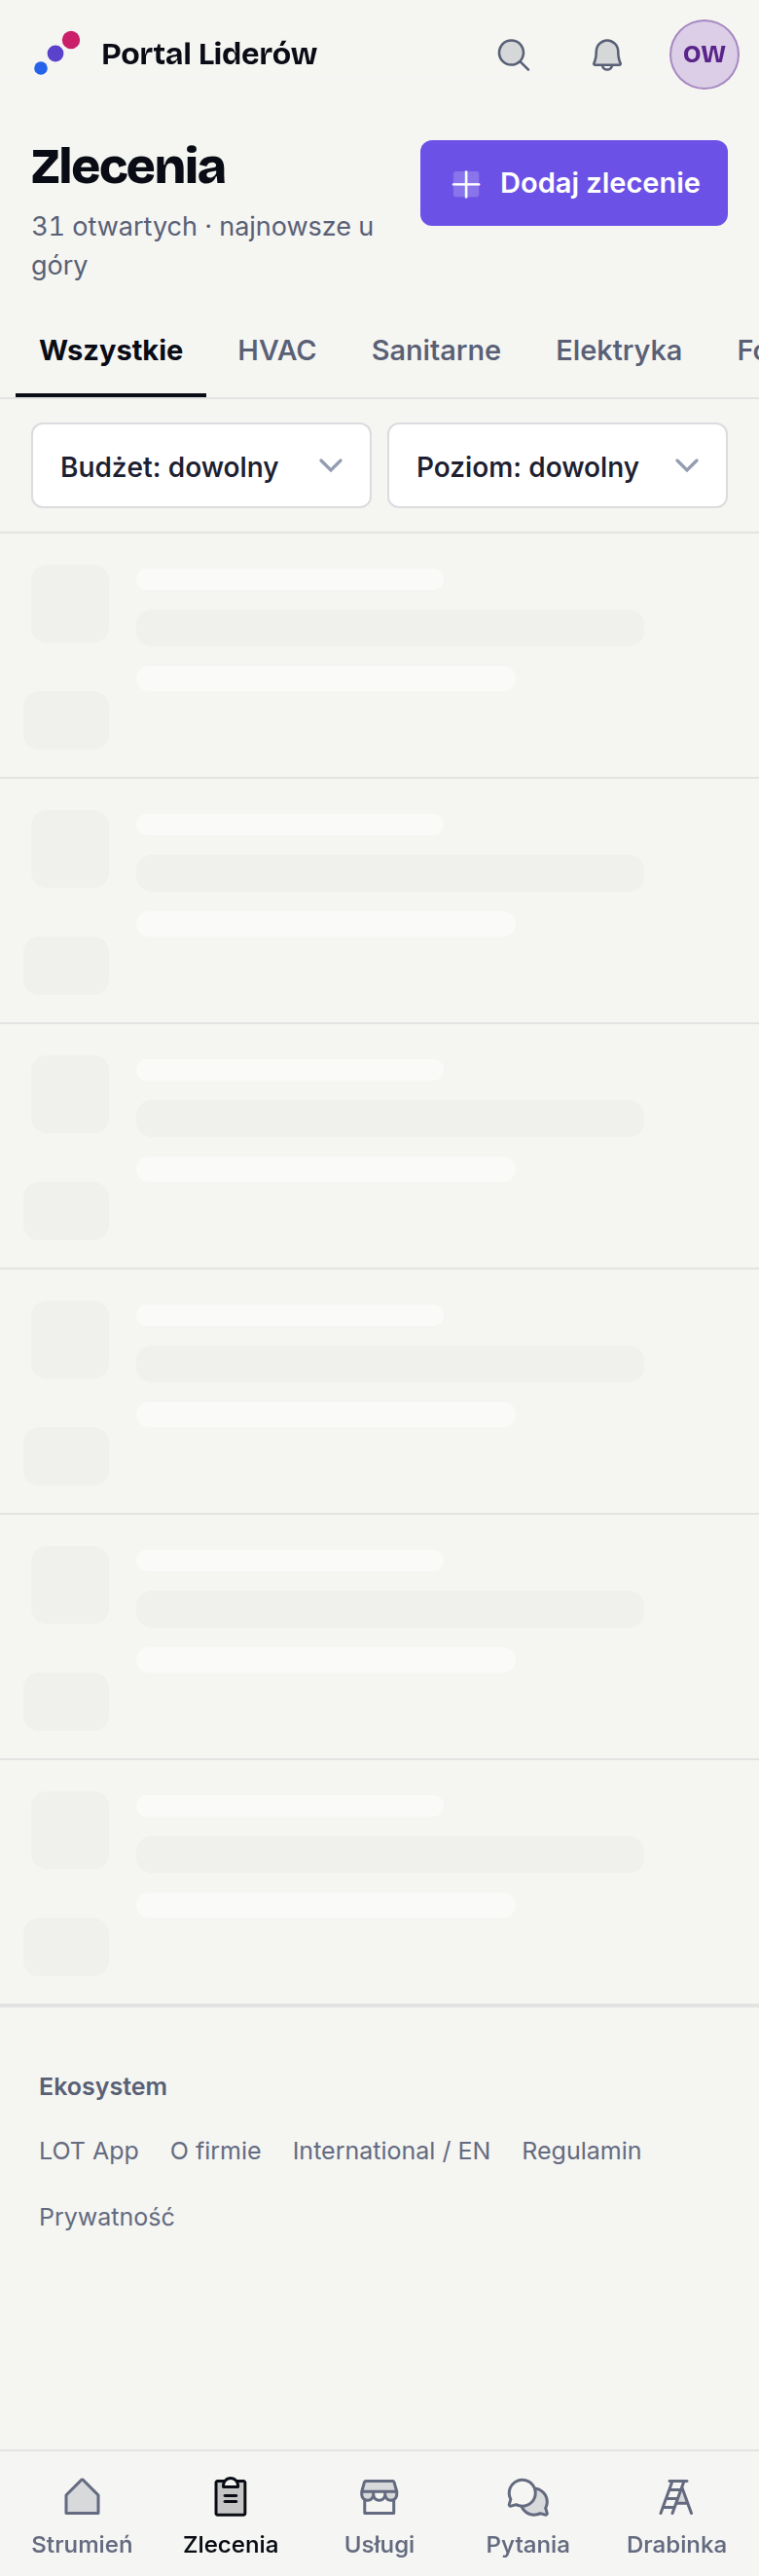 Portal Liderów
OW
Zlecenia
Dodaj zlecenie
31 otwartych · najnowsze u
góry
Wszystkie HVAC Sanitarne Elektryka Fo
Budżet: dowolny Poziom: dowolny
Ekosystem
LOT App O firmie International / EN Regulamin
Prywatność
Strumień Zlecenia Usługi Pytania Drabinka